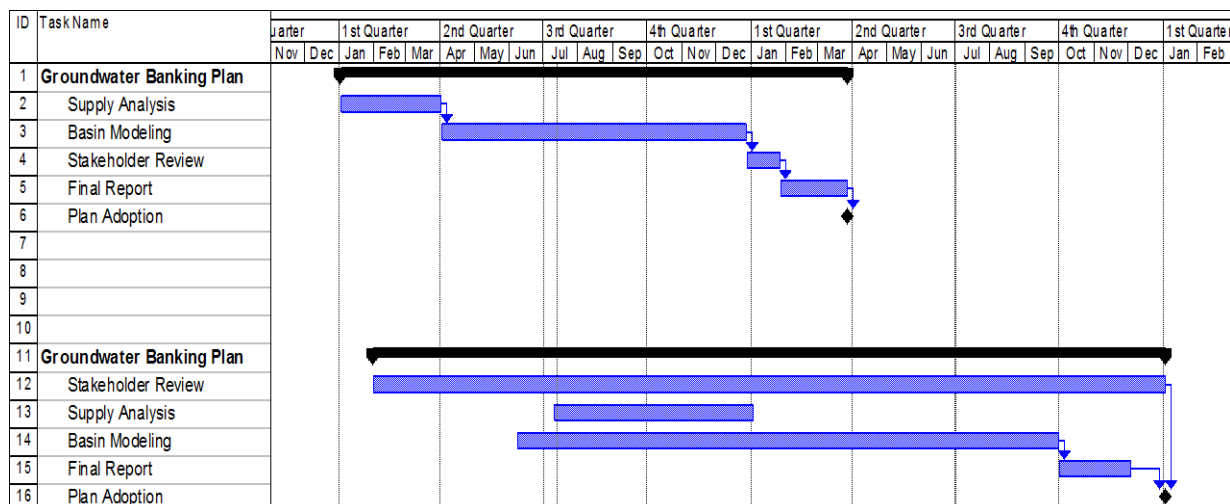 ID Task Name
uarter 1st Quarter 2nd Quarter 3rd Quarter 4th Quarter 1st Quarter 2nd Quarter 3rd Quarter 4th Quarter 1st Quarter
Nov Dec Jan Feb Mar Apr May Jun Jul Aug Sep Oct Nov Dec Jan Feb Mar Apr May Jun Jul Aug Sep Oct Nov Dec Jan Feb
1 Groundwater Banking Plan
2 Supply Analysis
3 Basin Modeling
4 Stakeholder Review
5 Final Report
6 Plan Adoption
7
8
9
10
11 Groundwater Banking Plan
12 Stakeholder Review
13 Supply Analysis
14 Basin Modeling
15 Final Report
16 Plan Adoption